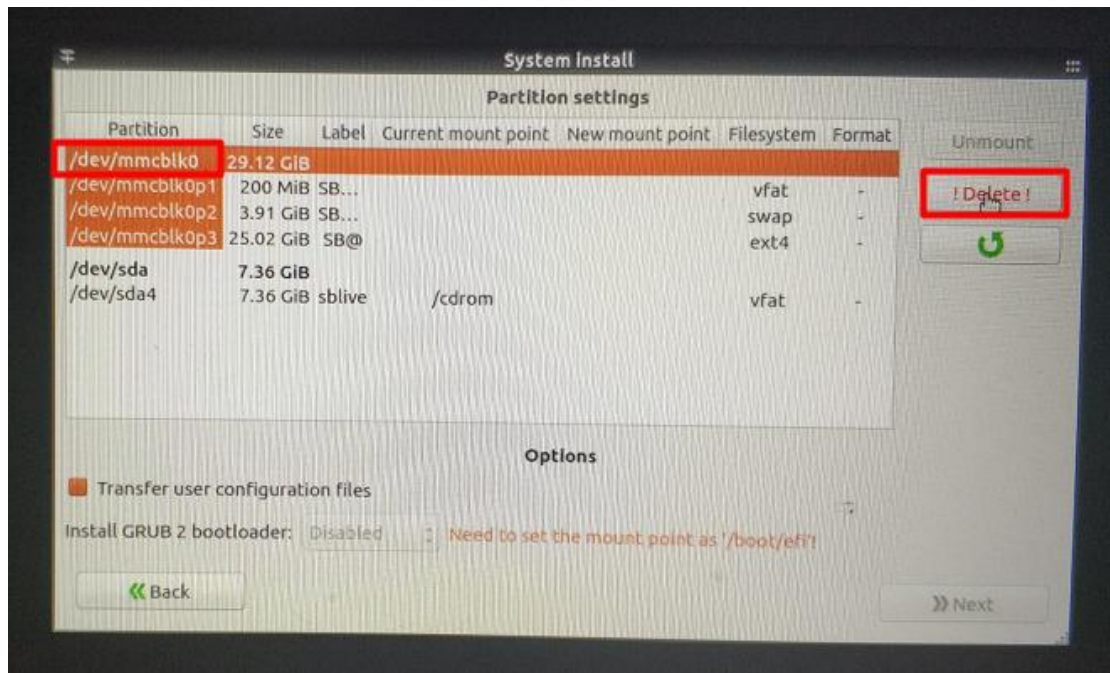 System Install
Partition settings
Partition Size Label Current mount point New mount point Filesystem Format
/dev/mmcblk0 29.12 GiB
/dev/mmcblk0p1 200 MiB SB... vfat -
/dev/mmcblk0p2 3.91 GiB SB... swap -
/dev/mmcblk0p3 25.02 GiB SB@ ext4 -
/dev/sda 7.36 GiB
/dev/sda4 7.36 GiB sblive /cdrom vfat -
Unmount
! Delete !
Options
Transfer user configuration files
Install GRUB 2 bootloader: Disabled Need to set the mount point as '/boot/efi'!
Back
Next